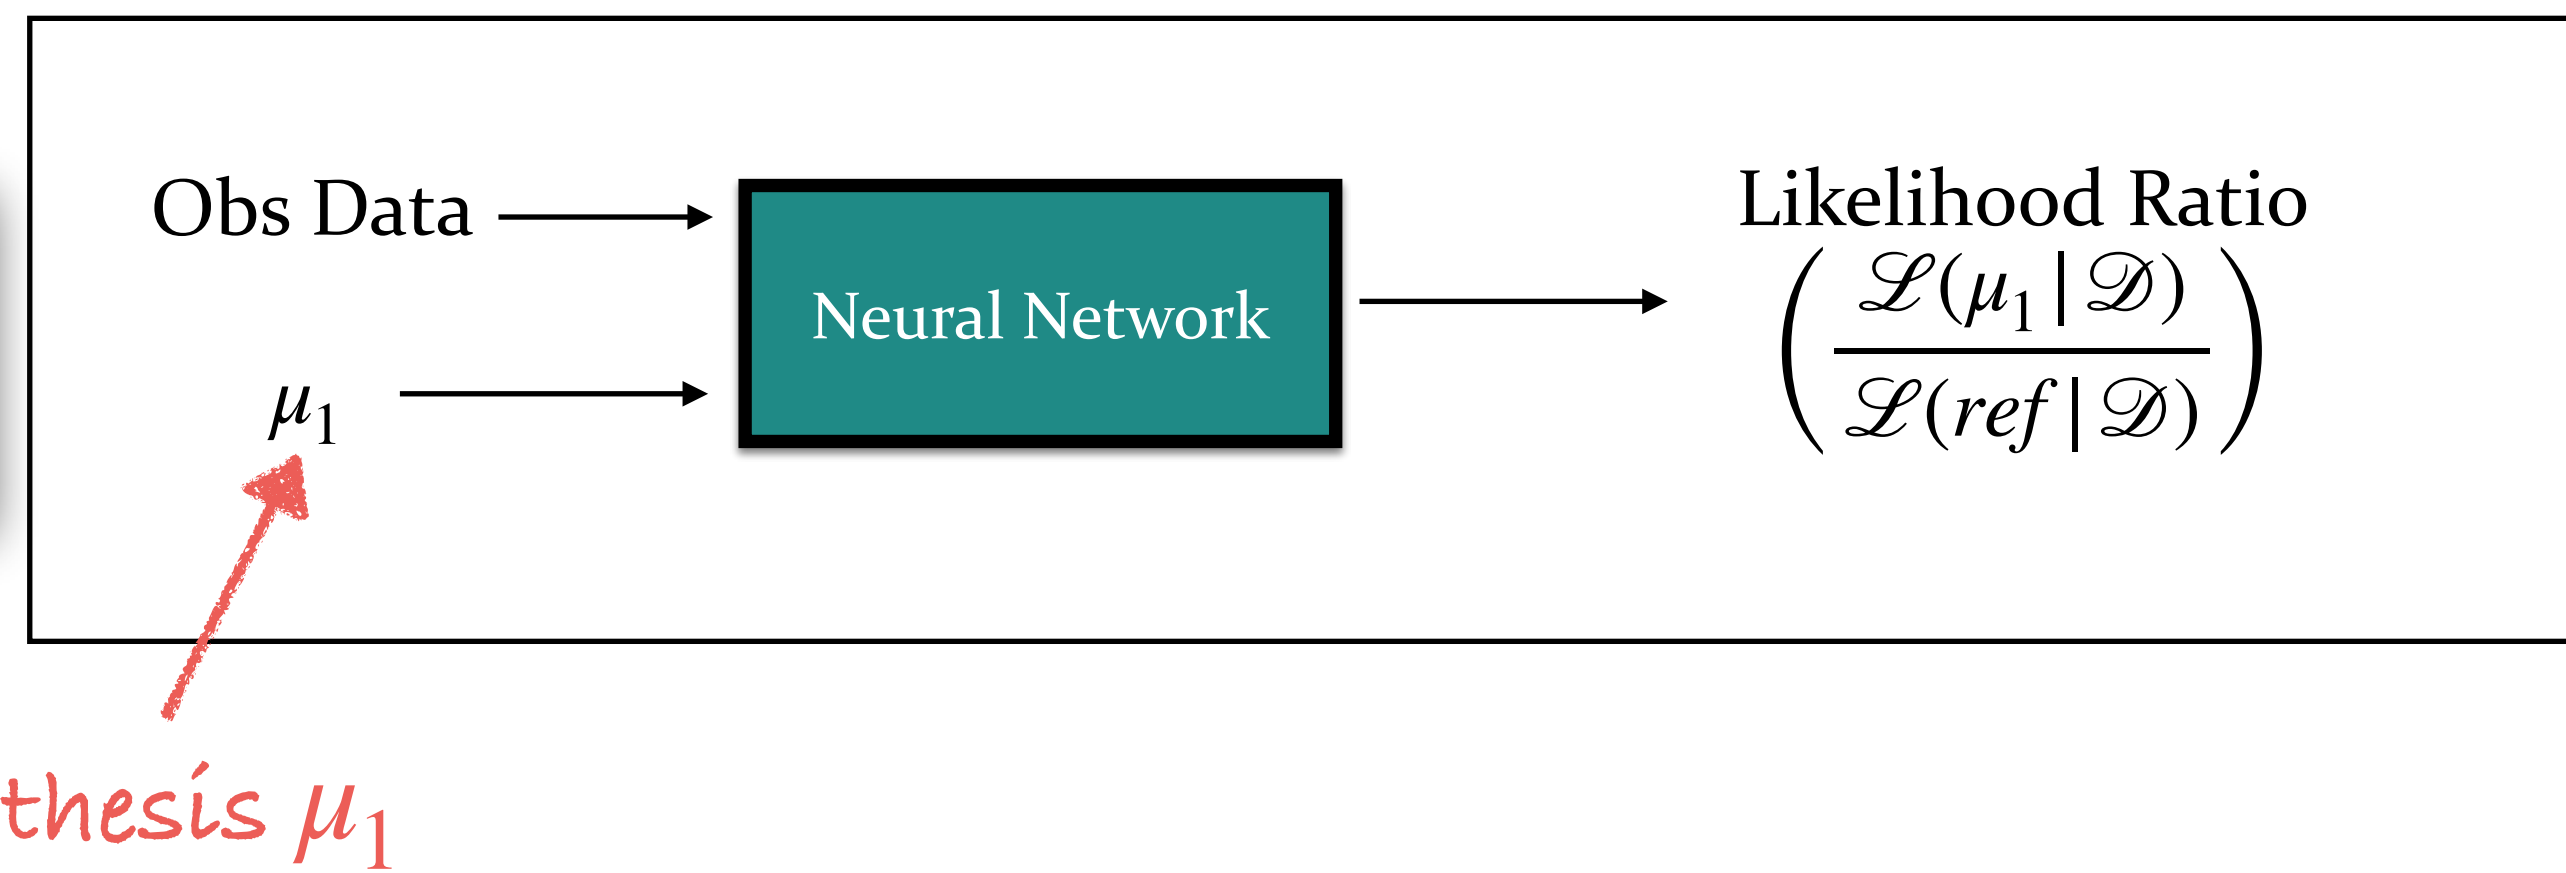 Obs Data
μ₁
Neural Network
Likelihood Ratio
(ℒ(μ₁ | 𝒟) / ℒ(ref | 𝒟))
thesis μ₁